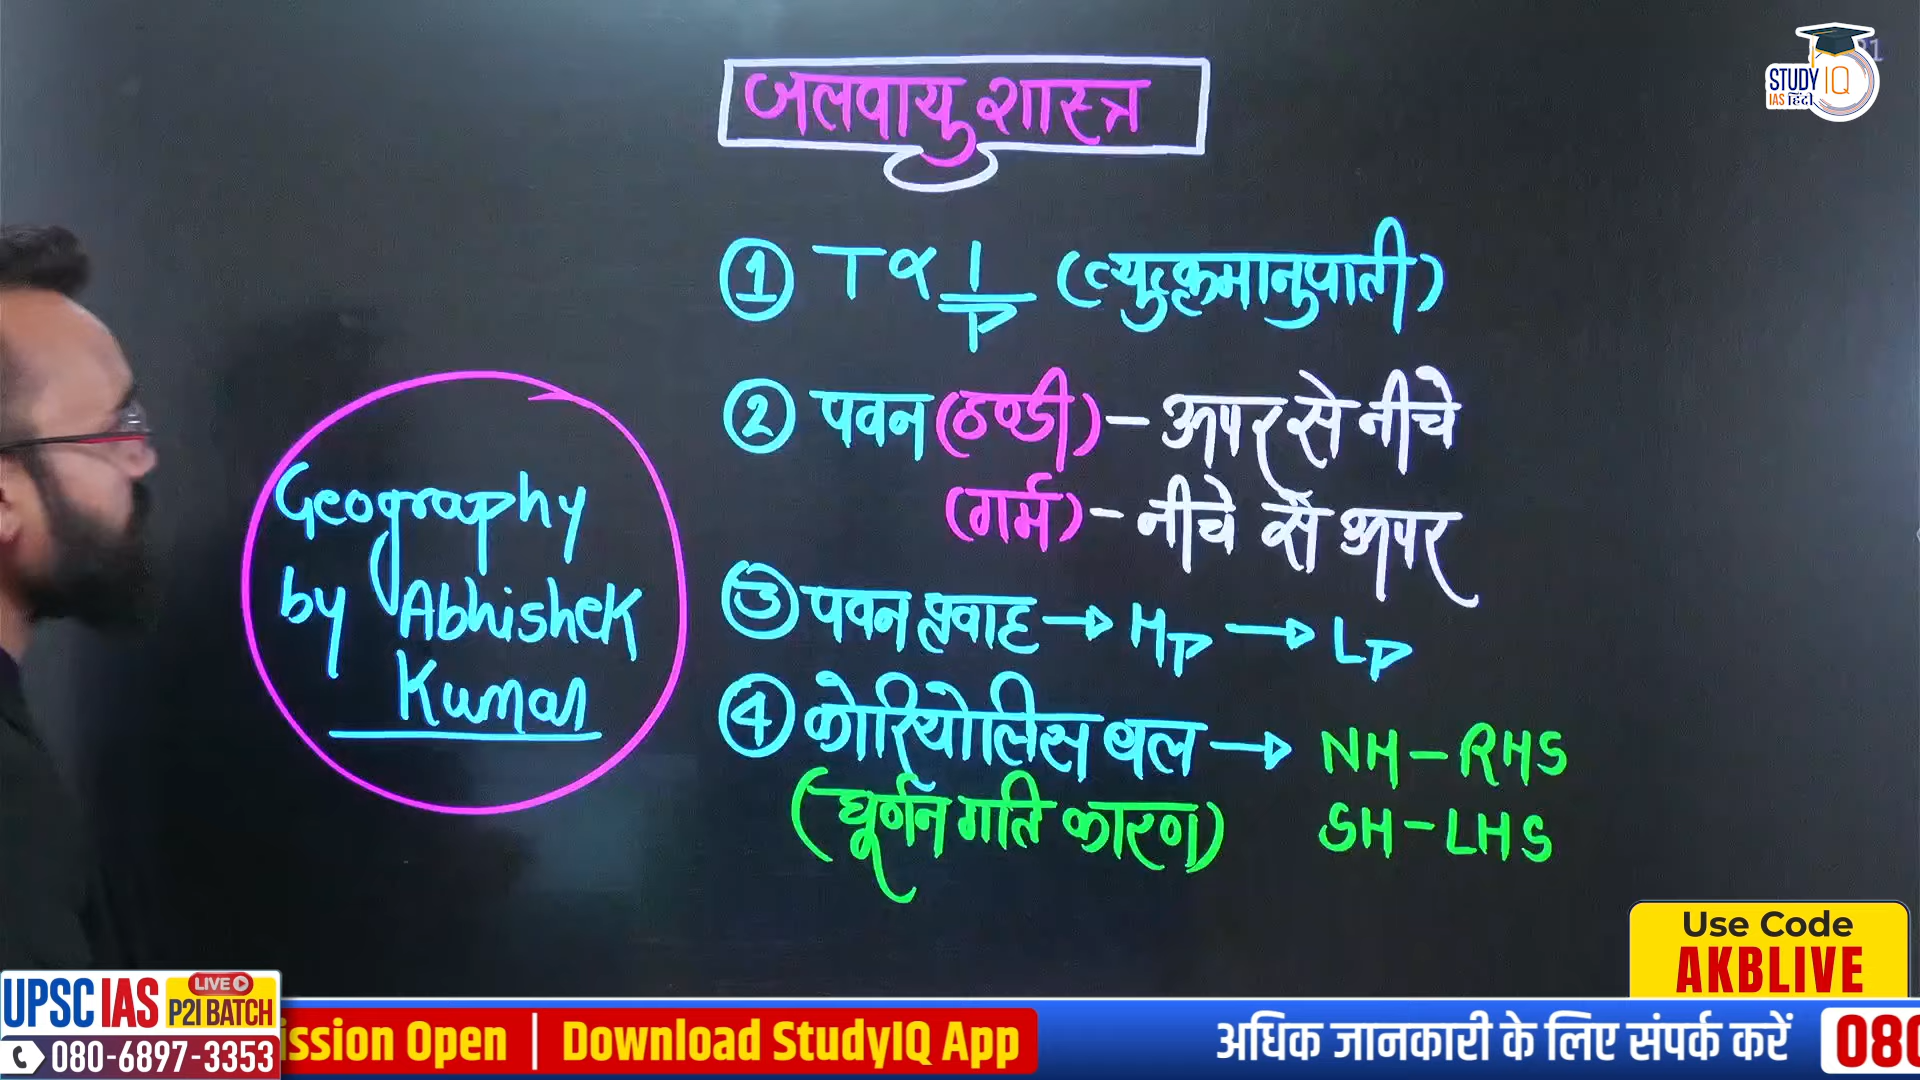 जलवायु शास्त्र
STUDY IQ
IAS हिंदी
① T ∝ 1/P (व्युत्क्रमानुपाती)
② पवन (ठण्डी) – ऊपर से नीचे
(गर्म) – नीचे से ऊपर
③ पवन प्रवाह → HP → LP
④ कोरियोलिस बल → NH – RHS
(घूर्णन गति कारण) SH – LHS
Geography
by Abhishek
Kumar
Use Code
AKBLIVE
UPSC IAS LIVE P2I BATCH
080-6897-3353
ission Open | Download StudyIQ App
अधिक जानकारी के लिए संपर्क करें 080